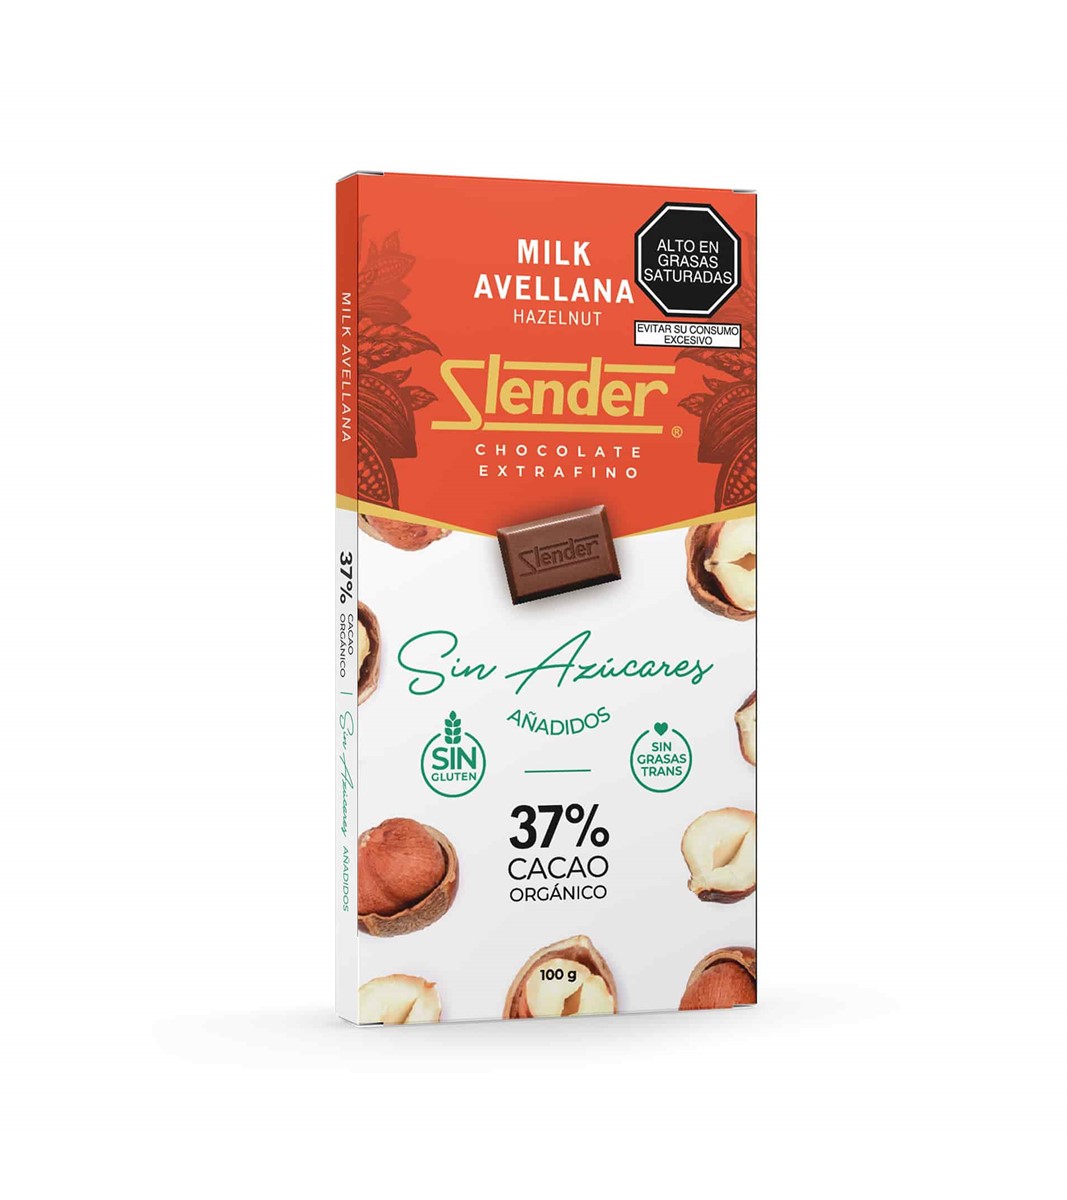 MILK
AVELLANA
HAZELNUT
ALTO EN
GRASAS
SATURADAS
EVITAR SU CONSUMO
EXCESIVO
Slender
®
CHOCOLATE
EXTRAFINO
Slender
Sin Azúcares
AÑADIDOS
SIN
GLUTEN
SIN
GRASAS
TRANS
37%
CACAO
ORGÁNICO
100 g
MILK AVELLANA
37%
CACAO
ORGÁNICO
Sin Azúcares AÑADIDOS